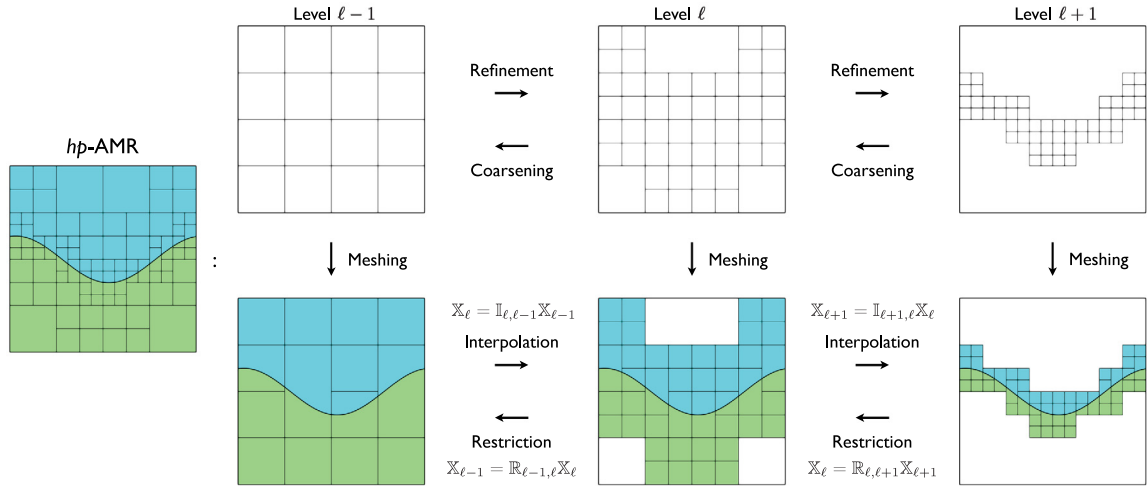 Level ℓ − 1
Level ℓ
Level ℓ + 1
Refinement
Refinement
Coarsening
Coarsening
hp-AMR
:
Meshing
Meshing
Meshing
𝕏ℓ = 𝕀ℓ,ℓ−1𝕏ℓ−1
𝕏ℓ+1 = 𝕀ℓ+1,ℓ𝕏ℓ
Interpolation
Interpolation
Restriction
Restriction
𝕏ℓ−1 = ℝℓ−1,ℓ𝕏ℓ
𝕏ℓ = ℝℓ,ℓ+1𝕏ℓ+1